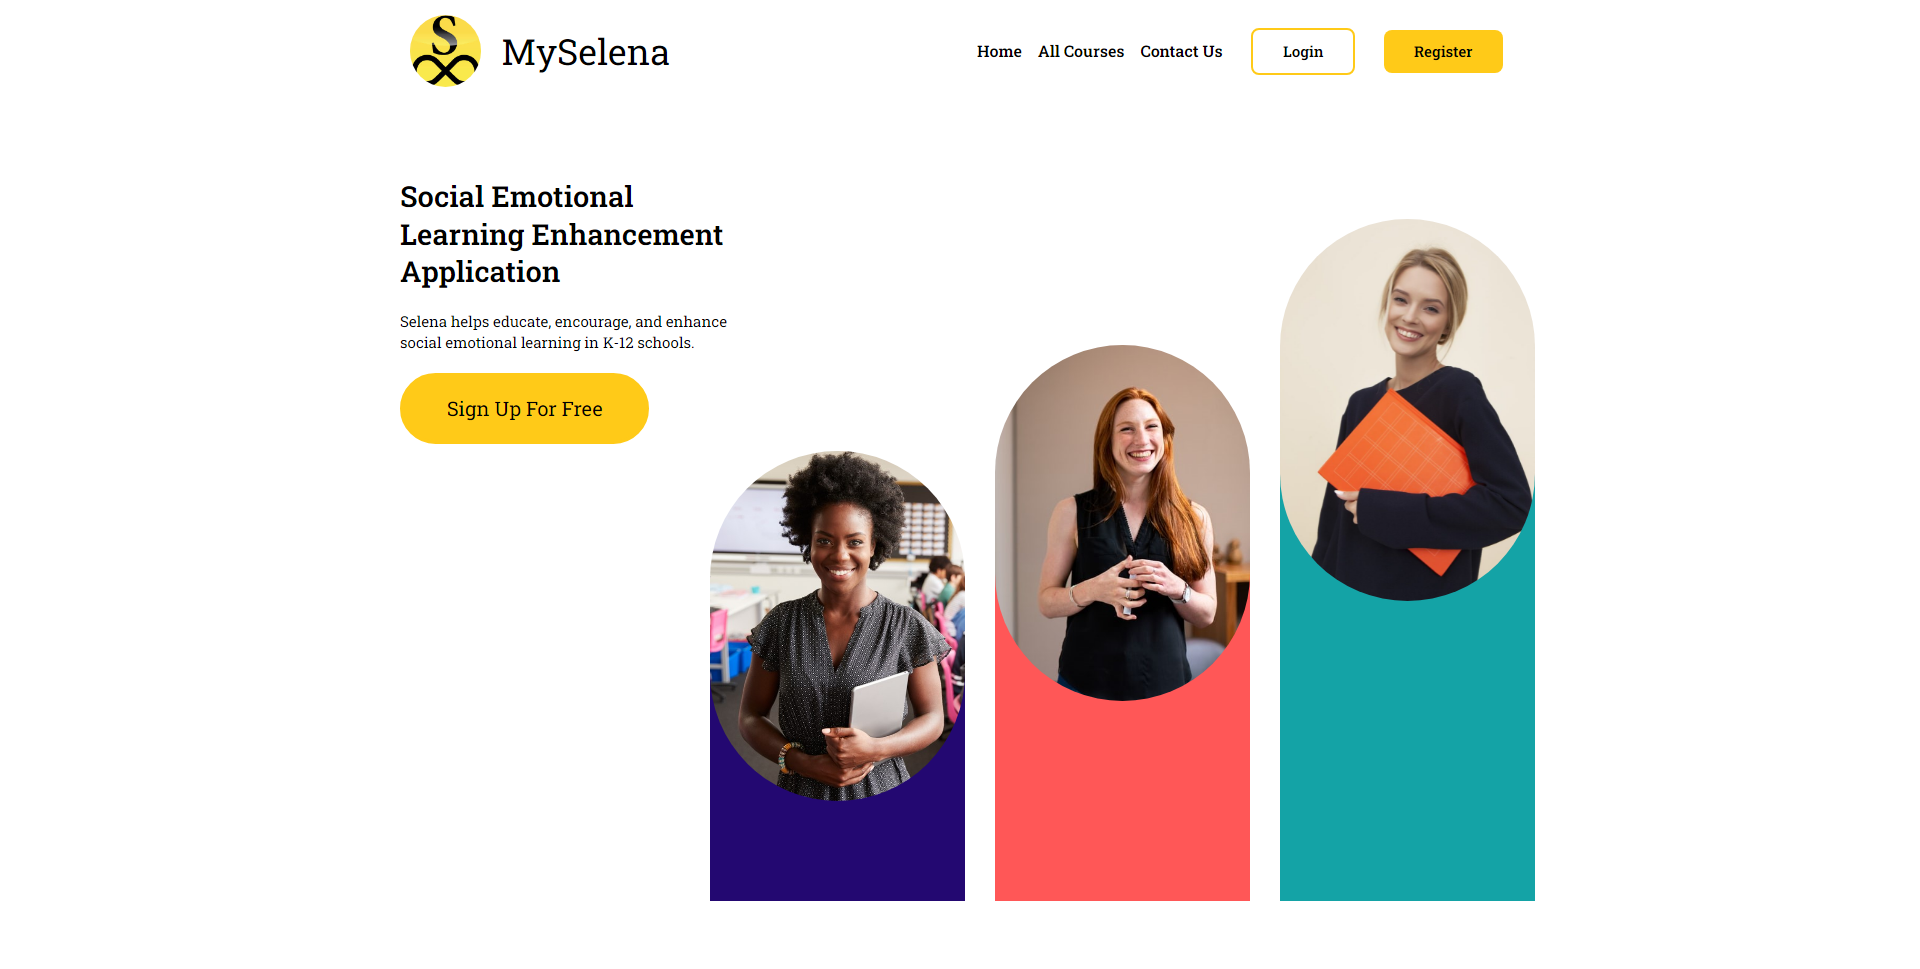 S
MySelena
Home
All Courses
Contact Us
Login
Register
Social Emotional
Learning Enhancement
Application
Selena helps educate, encourage, and enhance
social emotional learning in K-12 schools.
Sign Up For Free